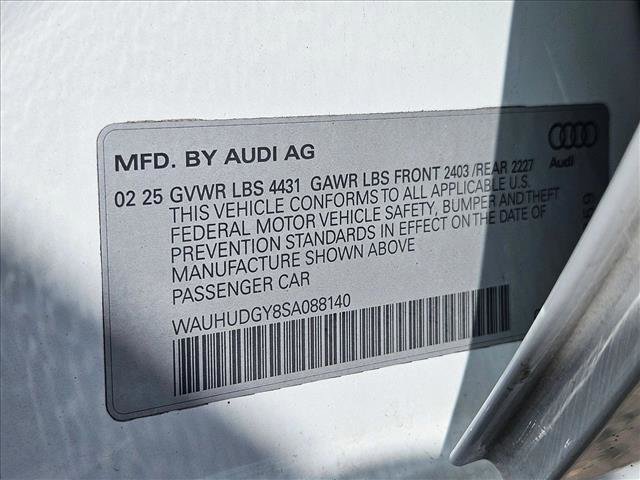 MFD. BY AUDI AG
Audi
02 25 GVWR LBS 4431 GAWR LBS FRONT 2403 /REAR 2227
THIS VEHICLE CONFORMS TO ALL APPLICABLE U.S.
FEDERAL MOTOR VEHICLE SAFETY, BUMPER AND THEFT
PREVENTION STANDARDS IN EFFECT ON THE DATE OF
MANUFACTURE SHOWN ABOVE
PASSENGER CAR
WAUHUDGY8SA088140